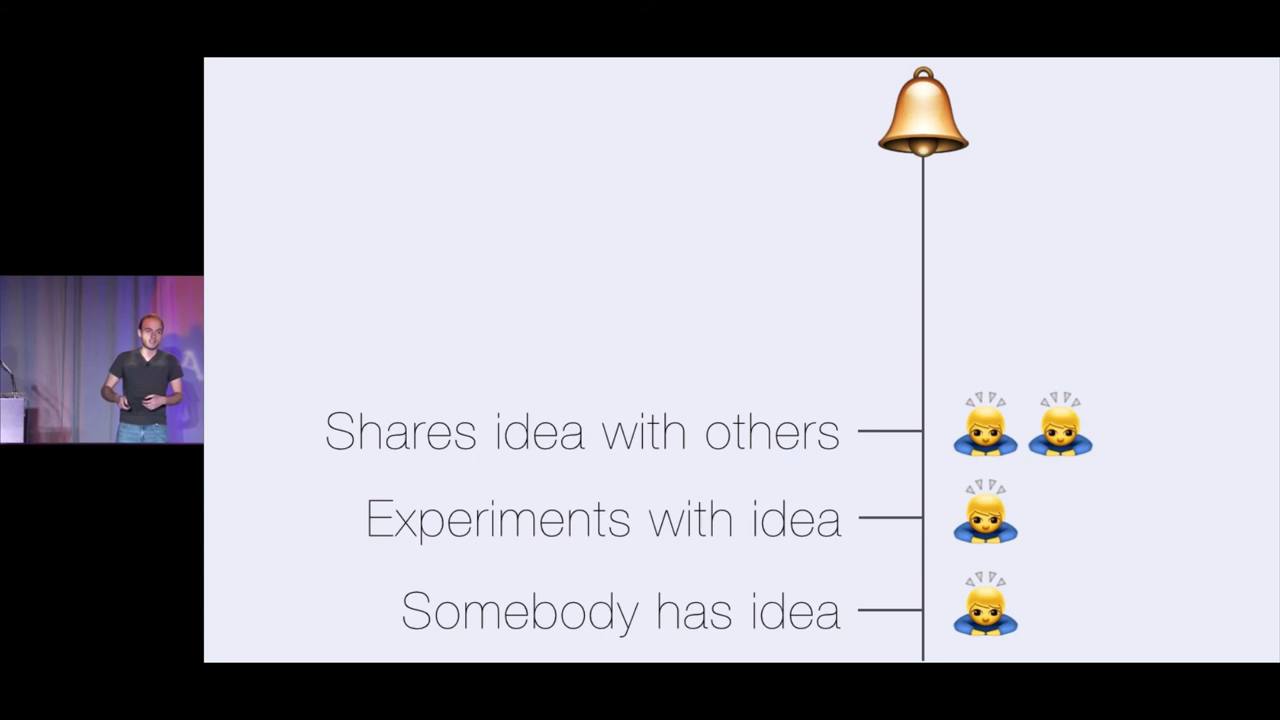 Shares idea with others
Experiments with idea
Somebody has idea